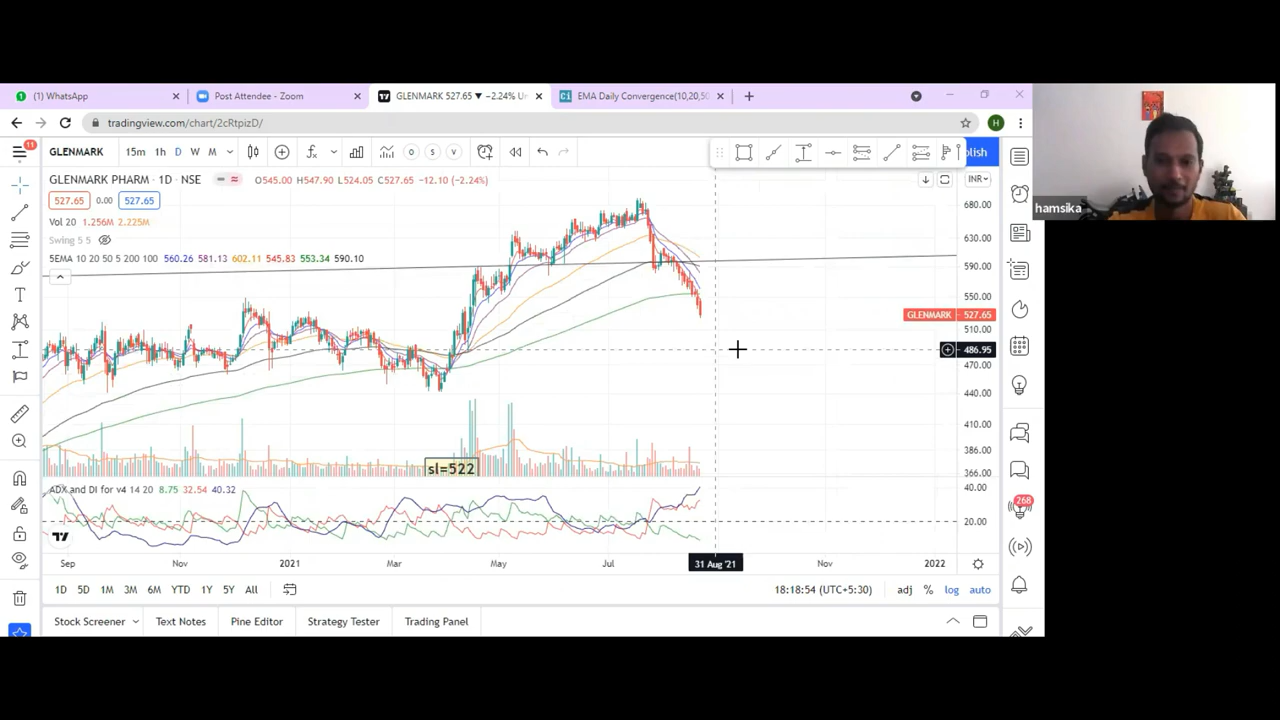 (1) WhatsApp
Post Attendee - Zoom
GLENMARK 527.65 ▼ −2.24% Un
EMA Daily Convergence(10,20,50
tradingview.com/chart/2cRtpizD/
H
11
GLENMARK
15m 1h D W M
O S V
lish
hamsika
GLENMARK PHARM · 1D · NSE
O545.00 H547.90 L524.05 C527.65 −12.10 (−2.24%)
INR
527.65 0.00 527.65
Vol 20 1.256M 2.225M
Swing 5 5
5EMA 10 20 50 5 200 100 560.26 581.13 602.11 545.83 553.34 590.10
680.00
630.00
590.00
550.00
GLENMARK 527.65
510.00
486.95
470.00
440.00
410.00
386.00
366.00
sl=522
ADX and DI for v4 14 20 8.75 32.54 40.32
40.00
20.00
268
Sep Nov 2021 Mar May Jul 31 Aug '21 Nov 2022
1D 5D 1M 3M 6M YTD 1Y 5Y All
18:18:54 (UTC+5:30) adj % log auto
Stock Screener Text Notes Pine Editor Strategy Tester Trading Panel